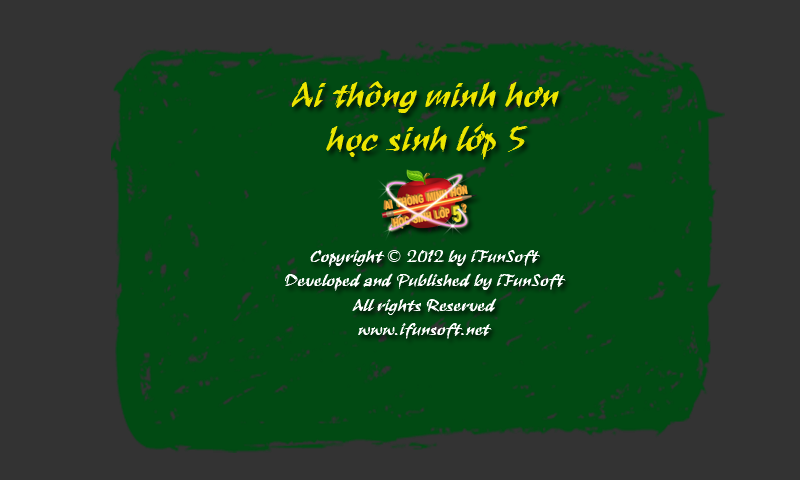 Ai thông minh hơn
học sinh lớp 5
AI THÔNG MINH HƠN
HỌC SINH LỚP 5?
Copyright © 2012 by iFunSoft
Developed and Published by iFunSoft
All rights Reserved
www.ifunsoft.net